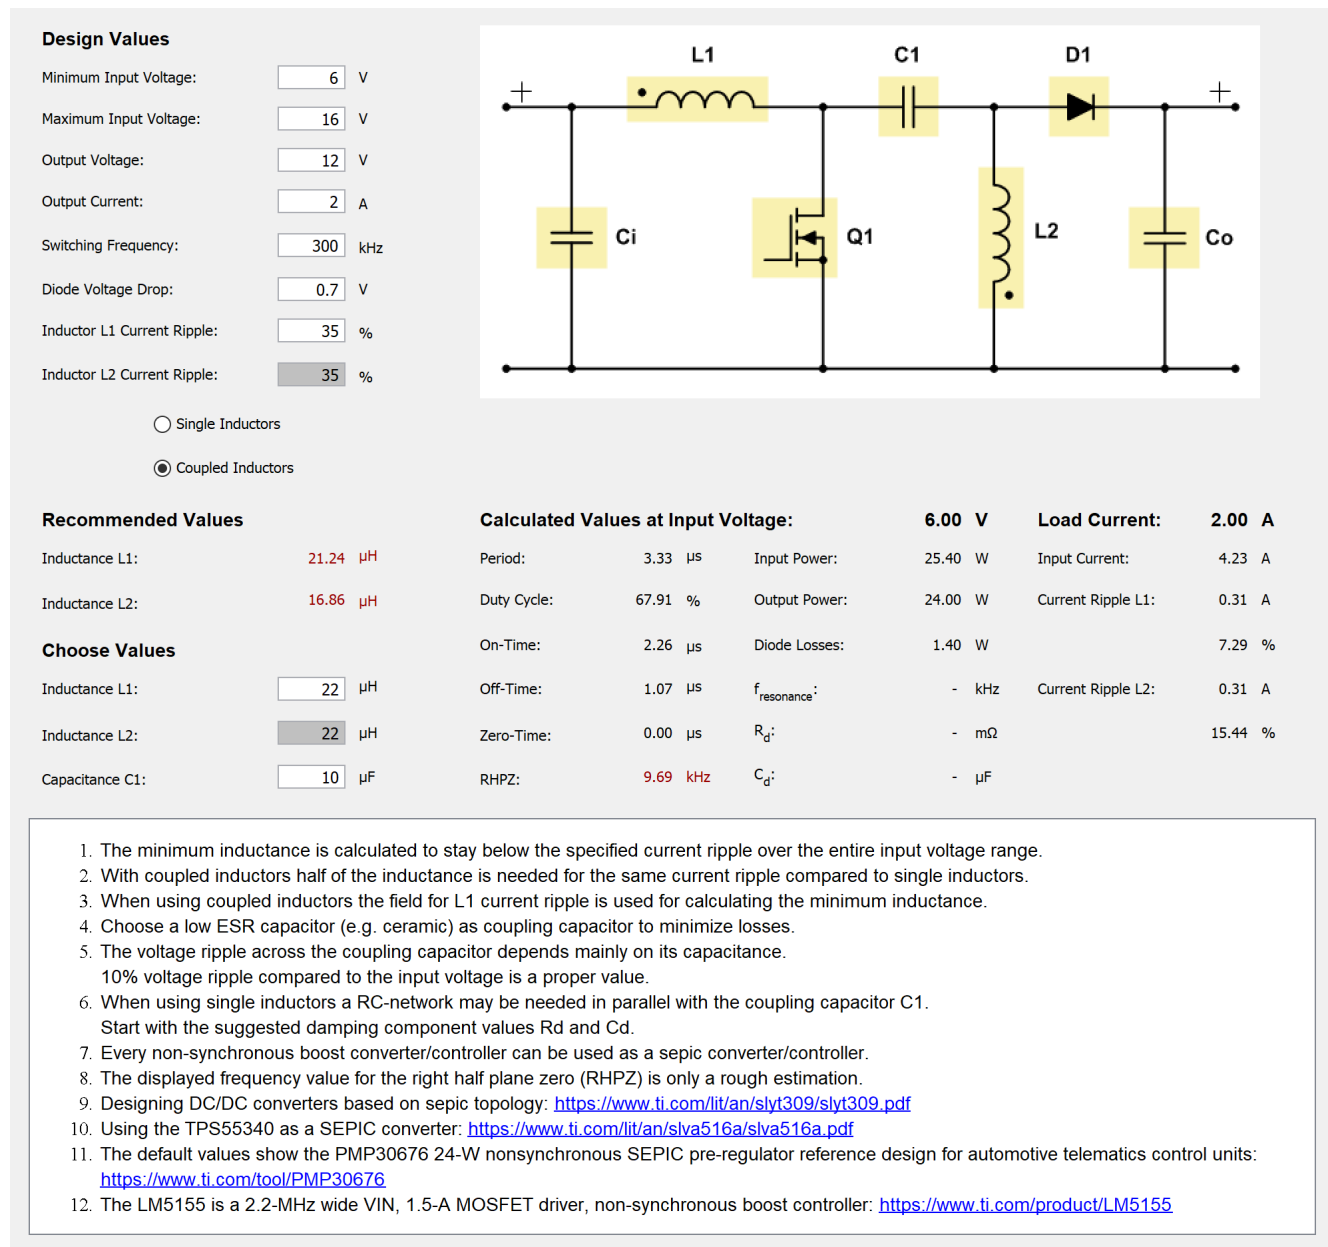 Design Values
Minimum Input Voltage: 6 V
Maximum Input Voltage: 16 V
Output Voltage: 12 V
Output Current: 2 A
Switching Frequency: 300 kHz
Diode Voltage Drop: 0.7 V
Inductor L1 Current Ripple: 35 %
Inductor L2 Current Ripple: 35 %
Single Inductors
Coupled Inductors
L1 C1 D1
+ +
Ci Q1 L2 Co
Recommended Values
Inductance L1: 21.24 µH
Inductance L2: 16.86 µH
Choose Values
Inductance L1: 22 µH
Inductance L2: 22 µH
Capacitance C1: 10 µF
Calculated Values at Input Voltage: 6.00 V Load Current: 2.00 A
Period: 3.33 µs Input Power: 25.40 W Input Current: 4.23 A
Duty Cycle: 67.91 % Output Power: 24.00 W Current Ripple L1: 0.31 A
On-Time: 2.26 µs Diode Losses: 1.40 W 7.29 %
Off-Time: 1.07 µs fresonance: - kHz Current Ripple L2: 0.31 A
Zero-Time: 0.00 µs Rd: - mΩ 15.44 %
RHPZ: 9.69 kHz Cd: - µF
1. The minimum inductance is calculated to stay below the specified current ripple over the entire input voltage range.
2. With coupled inductors half of the inductance is needed for the same current ripple compared to single inductors.
3. When using coupled inductors the field for L1 current ripple is used for calculating the minimum inductance.
4. Choose a low ESR capacitor (e.g. ceramic) as coupling capacitor to minimize losses.
5. The voltage ripple across the coupling capacitor depends mainly on its capacitance.
10% voltage ripple compared to the input voltage is a proper value.
6. When using single inductors a RC-network may be needed in parallel with the coupling capacitor C1.
Start with the suggested damping component values Rd and Cd.
7. Every non-synchronous boost converter/controller can be used as a sepic converter/controller.
8. The displayed frequency value for the right half plane zero (RHPZ) is only a rough estimation.
9. Designing DC/DC converters based on sepic topology: https://www.ti.com/lit/an/slyt309/slyt309.pdf
10. Using the TPS55340 as a SEPIC converter: https://www.ti.com/lit/an/slva516a/slva516a.pdf
11. The default values show the PMP30676 24-W nonsynchronous SEPIC pre-regulator reference design for automotive telematics control units:
https://www.ti.com/tool/PMP30676
12. The LM5155 is a 2.2-MHz wide VIN, 1.5-A MOSFET driver, non-synchronous boost controller: https://www.ti.com/product/LM5155